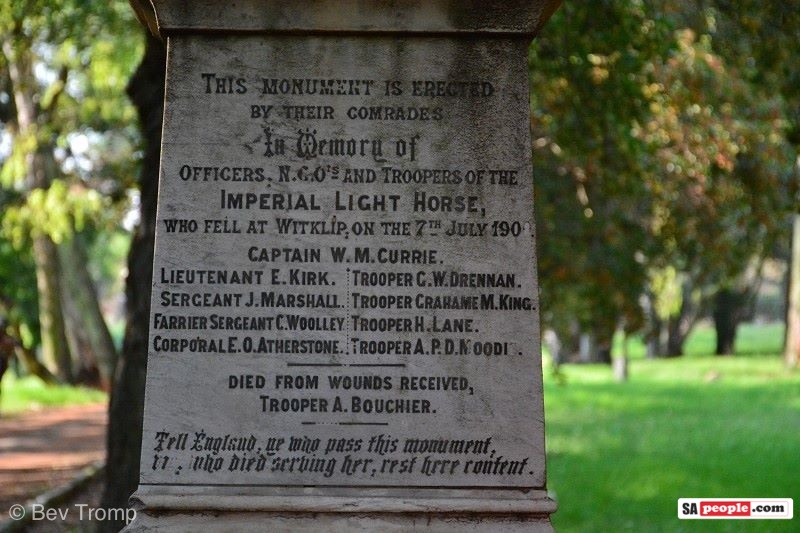 THIS MONUMENT IS ERECTED
BY THEIR COMRADES
In Memory of
OFFICERS, N.C.O'S AND TROOPERS OF THE
IMPERIAL LIGHT HORSE,
WHO FELL AT WITKLIP, ON THE 7TH JULY 190
CAPTAIN W. M. CURRIE.
LIEUTENANT E. KIRK. TROOPER G. W. DRENNAN.
SERGEANT J. MARSHALL. TROOPER GRAHAME M. KING.
FARRIER SERGEANT C. WOOLLEY TROOPER H. LANE.
CORPORAL E. O. ATHERSTONE. TROOPER A. P. D.
DIED FROM WOUNDS RECEIVED,
TROOPER A. BOUCHIER.
Tell England, ye who pass this monument,
who died serving her, rest here content.
© Bev Tromp
SApeople.com